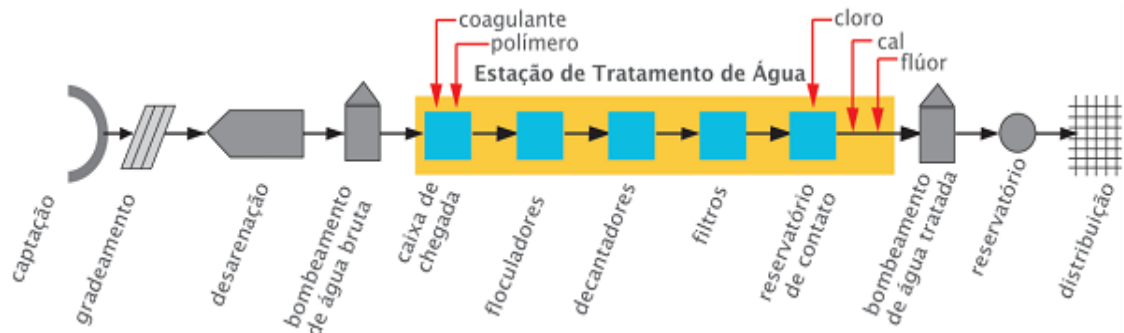 coagulante
polímero
cloro
cal
flúor
Estação de Tratamento de Água
captação
gradeamento
desarenação
bombeamento
de água bruta
caixa de
chegada
floculadores
decantadores
filtros
reservatório
de contato
bombeamento
de água tratada
reservatório
distribuição